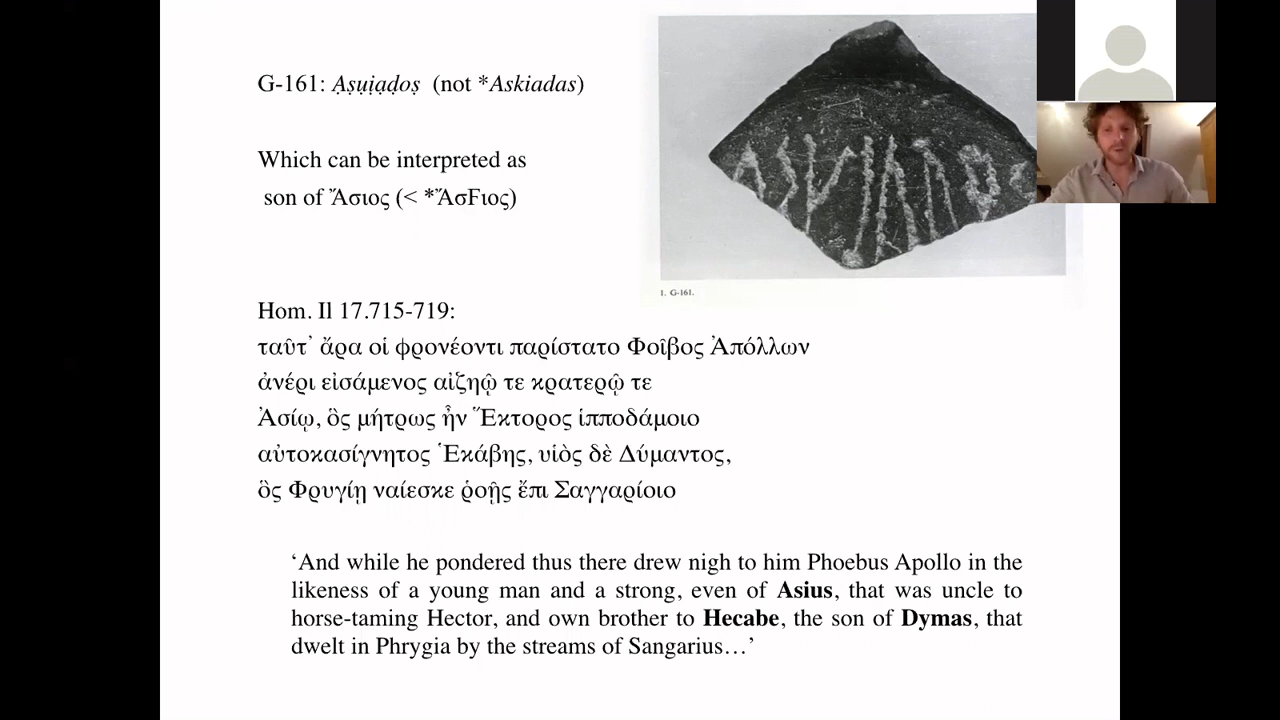 G-161: Ạṣụịạḍoṣ (not *Askiadas)
Which can be interpreted as
son of Ἄσιος (< *ἌσFιος)
1. G-161.
Hom. Il 17.715-719:
ταῦτ᾽ ἄρα οἱ φρονέοντι παρίστατο Φοῖβος Ἀπόλλων
ἀνέρι εἰσάμενος αἰζηῷ τε κρατερῷ τε
Ἀσίῳ, ὃς μήτρως ἦν Ἕκτορος ἱπποδάμοιο
αὐτοκασίγνητος Ἑκάβης, υἱὸς δὲ Δύμαντος,
ὃς Φρυγίῃ ναίεσκε ῥοῇς ἔπι Σαγγαρίοιο
‘And while he pondered thus there drew nigh to him Phoebus Apollo in the
likeness of a young man and a strong, even of Asius, that was uncle to
horse-taming Hector, and own brother to Hecabe, the son of Dymas, that
dwelt in Phrygia by the streams of Sangarius…’